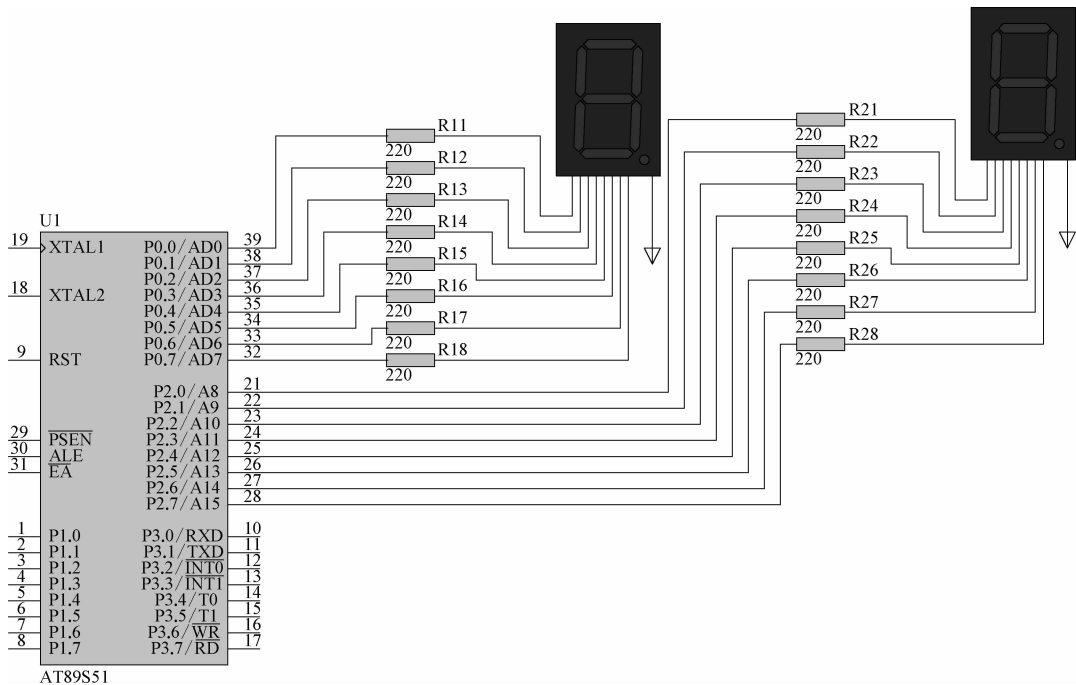 R11
220
R12
220
R13
220
R14
220
R15
220
R16
220
R17
220
R18
220
R21
220
R22
220
R23
220
R24
220
R25
220
R26
220
R27
220
R28
220
U1
19 XTAL1 P0.0/AD0 39
P0.1/AD1 38
P0.2/AD2 37
18 XTAL2 P0.3/AD3 36
P0.4/AD4 35
P0.5/AD5 34
P0.6/AD6 33
9 RST P0.7/AD7 32
P2.0/A8 21
P2.1/A9 22
P2.2/A10 23
29 PSEN P2.3/A11 24
30 ALE P2.4/A12 25
31 EA P2.5/A13 26
P2.6/A14 27
P2.7/A15 28
1 P1.0 P3.0/RXD 10
2 P1.1 P3.1/TXD 11
3 P1.2 P3.2/INT0 12
4 P1.3 P3.3/INT1 13
5 P1.4 P3.4/T0 14
6 P1.5 P3.5/T1 15
7 P1.6 P3.6/WR 16
8 P1.7 P3.7/RD 17
AT89S51